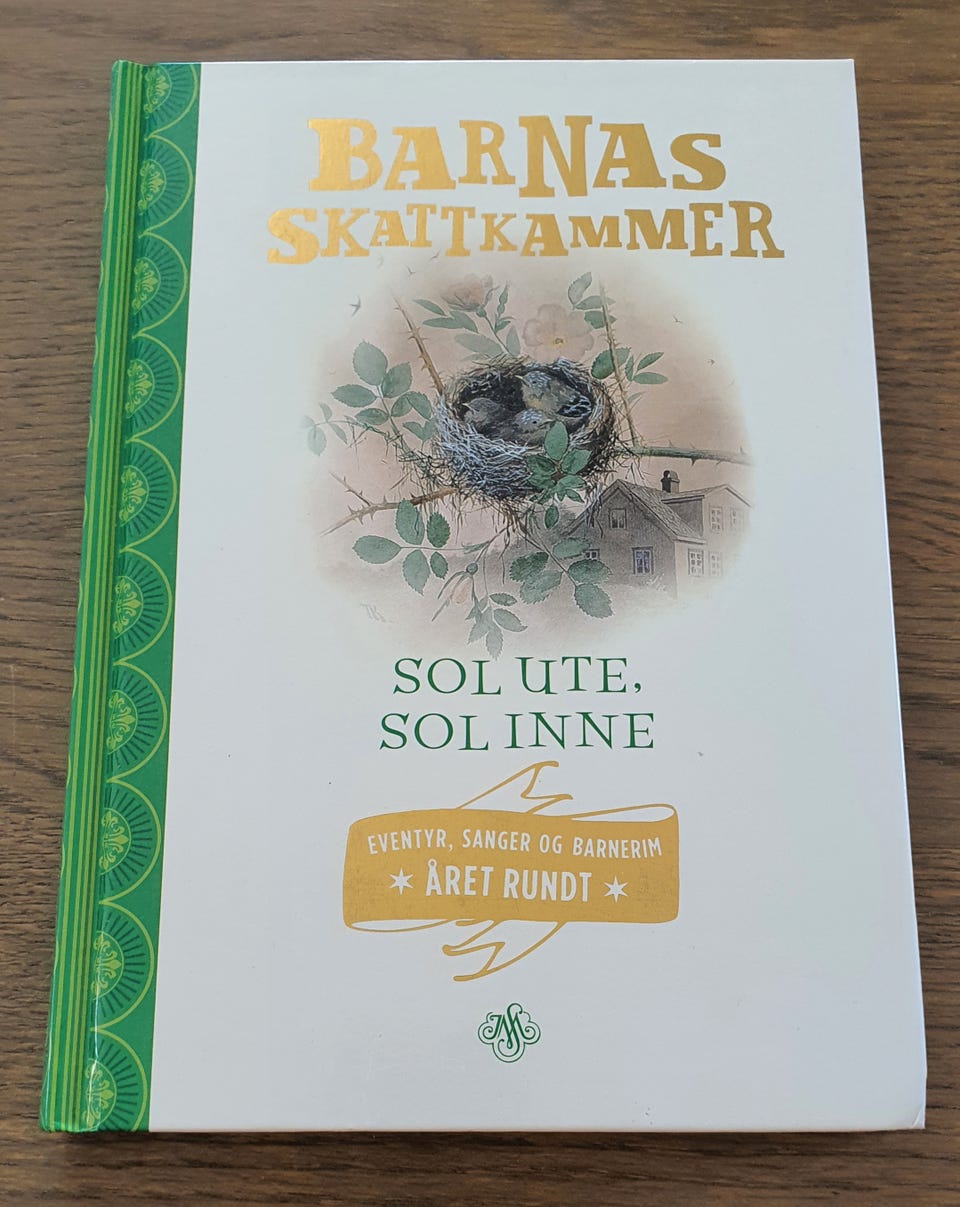 BARNAS
SKATTKAMMER
SOL UTE,
SOL INNE
EVENTYR, SANGER OG BARNERIM
ÅRET RUNDT